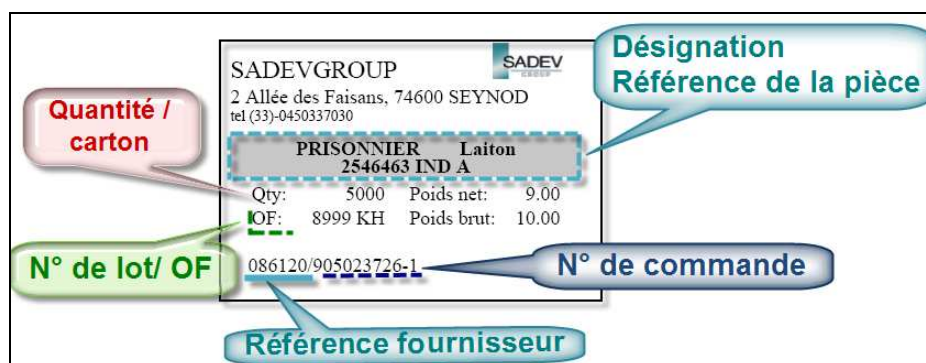 Désignation
Référence de la pièce
SADEV
GROUP
SADEVGROUP
2 Allée des Faisans, 74600 SEYNOD
tel (33)-0450337030
Quantité /
carton
PRISONNIER Laiton
2546463 IND A
Qty: 5000 Poids net: 9.00
OF: 8999 KH Poids brut: 10.00
N° de lot/ OF
086120/905023726-1
N° de commande
Référence fournisseur